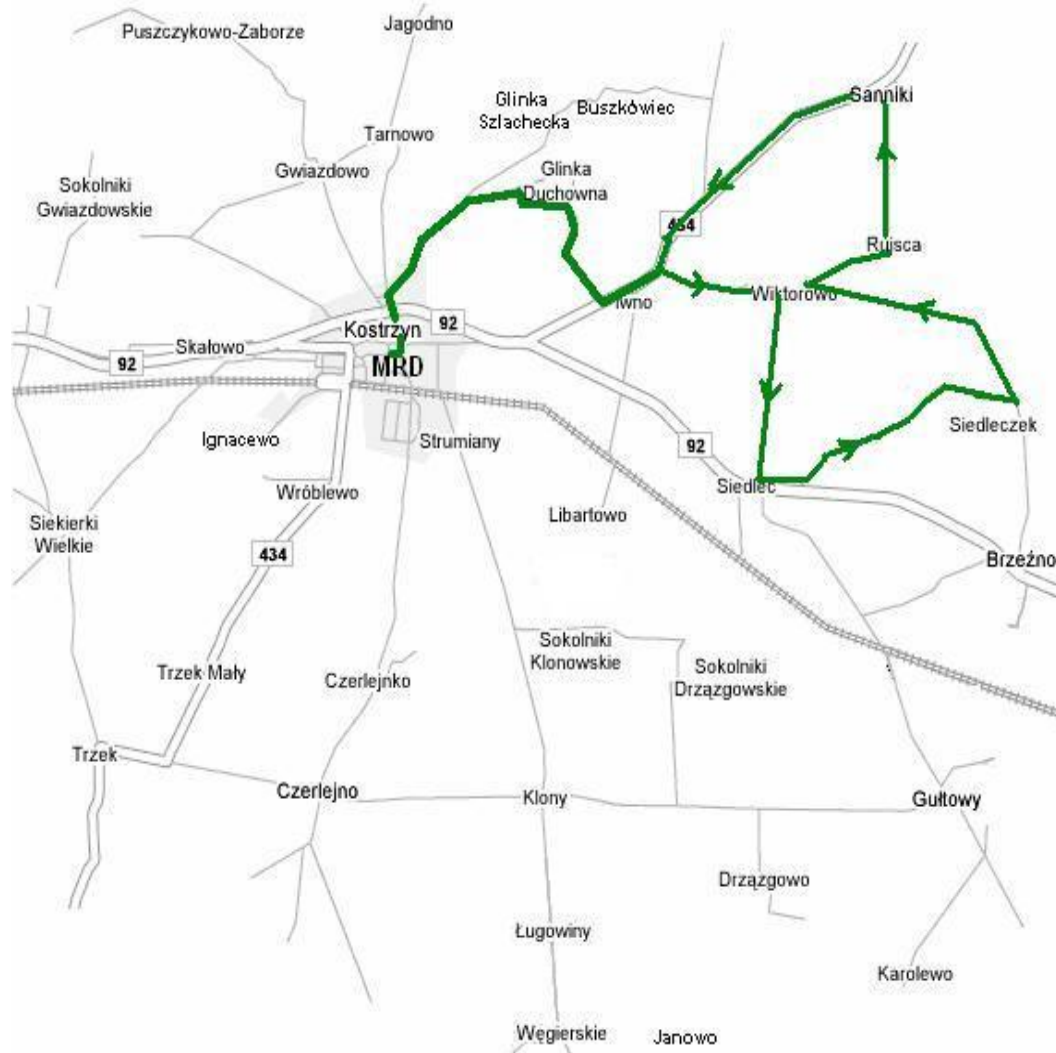 Jagodno
Puszczykowo-Zaborze
Sanniki
Glinka
Szlachecka
Buszkówiec
Tarnowo
Gwiazdowo
Glinka
Duchowna
Sokolniki
Gwiazdowskie
434
Rujsca
Wiktorowo
Iwno
Kostrzyn
92
Skałowo
92
MRD
Siedleczek
Ignacewo
Strumiany
92
Siedlec
Wróblewo
Libartowo
Siekierki
Wielkie
434
Brzeźno
Sokolniki
Klonowskie
Trzek Mały
Czerlejnko
Sokolniki
Drzązgowskie
Trzek
Czerlejno
Klony
Gułtowy
Drzązgowo
Ługowiny
Karolewo
Węgierskie
Janowo